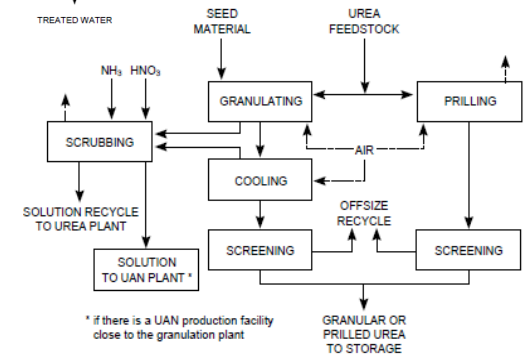 TREATED WATER
SEED
MATERIAL
UREA
FEEDSTOCK
NH₃ HNO₃
GRANULATING
PRILLING
SCRUBBING
AIR
COOLING
SOLUTION RECYCLE
TO UREA PLANT
OFFSIZE
RECYCLE
SOLUTION
TO UAN PLANT *
SCREENING
SCREENING
* if there is a UAN production facility
close to the granulation plant
GRANULAR OR
PRILLED UREA
TO STORAGE